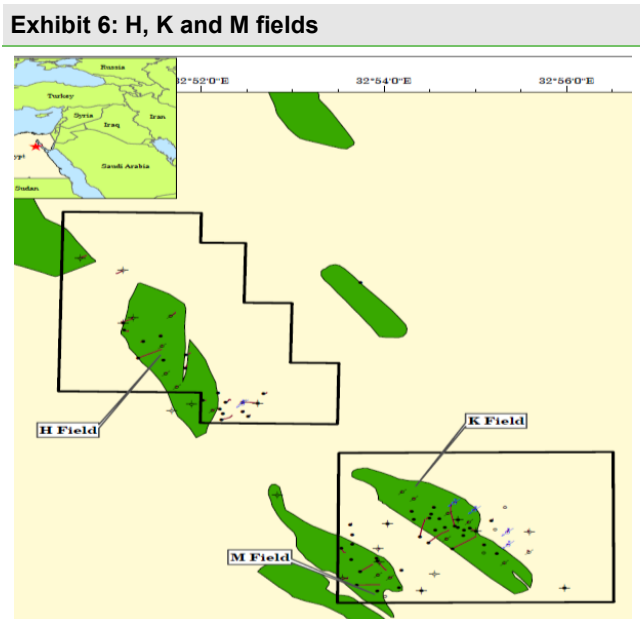 Exhibit 6: H, K and M fields
32°52'0"E
32°54'0"E
32°56'0"E
Russia
Turkey
Syria
Iraq
Iran
ypt
Saudi Arabia
Sudan
H Field
K Field
M Field